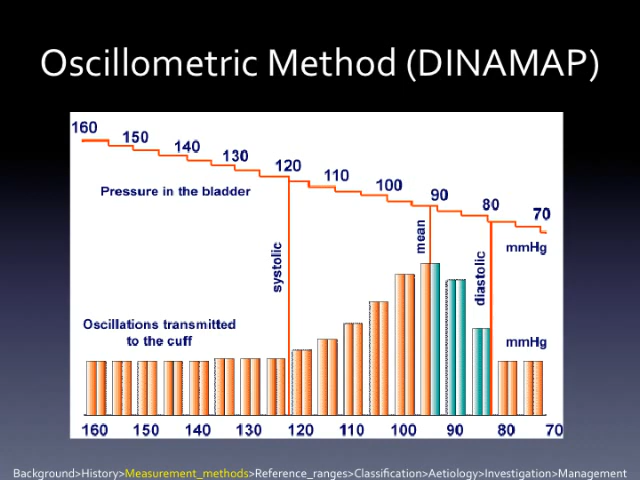 Oscillometric Method (DINAMAP)
160
150
140
130
120
110
100
90
80
70
Pressure in the bladder
mmHg
systolic
mean
diastolic
Oscillations transmitted
to the cuff
mmHg
160 150 140 130 120 110 100 90 80 70
Background>History>Measurement_methods>Reference_ranges>Classification>Aetiology>Investigation>Management